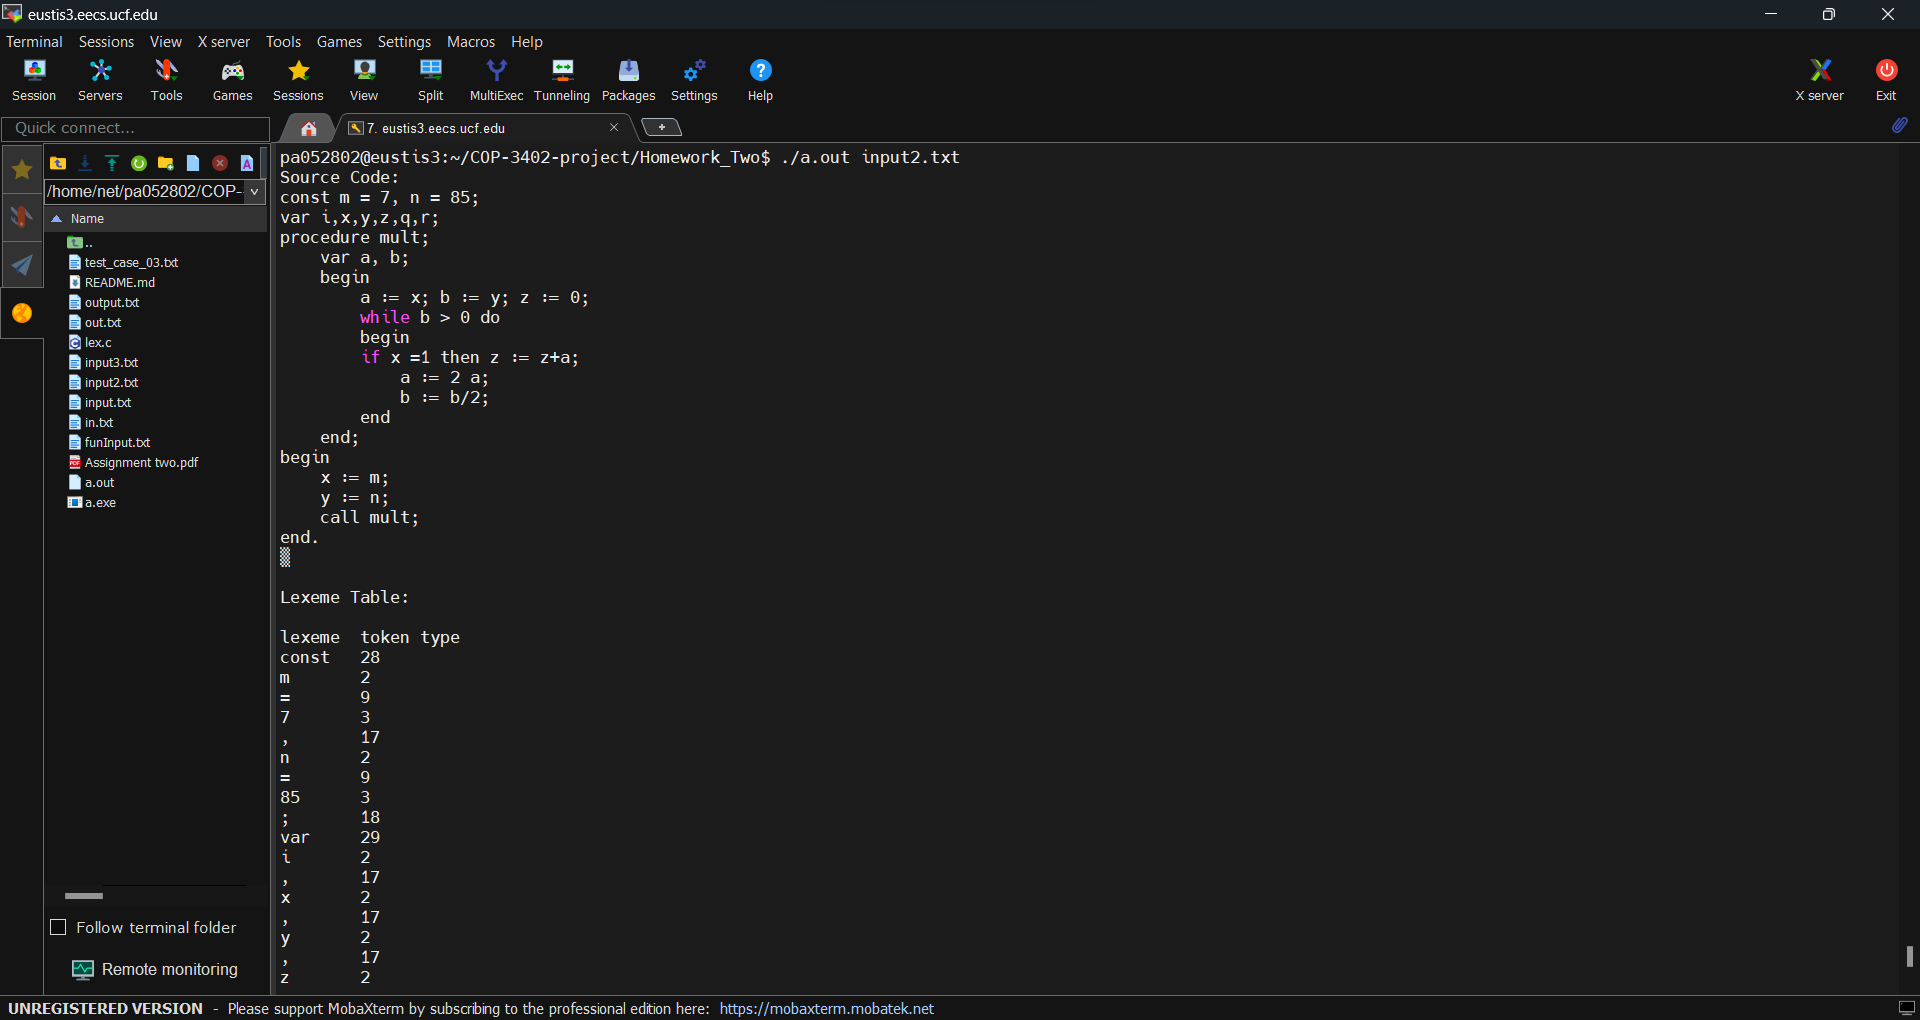 eustis3.eecs.ucf.edu
Terminal Sessions View X server Tools Games Settings Macros Help
Session Servers Tools Games Sessions View Split MultiExec Tunneling Packages Settings Help X server Exit
Quick connect...
7. eustis3.eecs.ucf.edu
/home/net/pa052802/COP-
Name
..
test_case_03.txt
README.md
output.txt
out.txt
lex.c
input3.txt
input2.txt
input.txt
in.txt
funInput.txt
Assignment two.pdf
a.out
a.exe
Follow terminal folder
Remote monitoring
pa052802@eustis3:~/COP-3402-project/Homework_Two$ ./a.out input2.txt
Source Code:
const m = 7, n = 85;
var i,x,y,z,q,r;
procedure mult;
    var a, b;
    begin
        a := x; b := y; z := 0;
        while b > 0 do
        begin
        if x =1 then z := z+a;
            a := 2 a;
            b := b/2;
        end
    end;
begin
    x := m;
    y := n;
    call mult;
end.
Lexeme Table:
lexeme  token type
const   28
m       2
=       9
7       3
,       17
n       2
=       9
85      3
;       18
var     29
i       2
,       17
x       2
,       17
y       2
,       17
z       2
UNREGISTERED VERSION - Please support MobaXterm by subscribing to the professional edition here: https://mobaxterm.mobatek.net